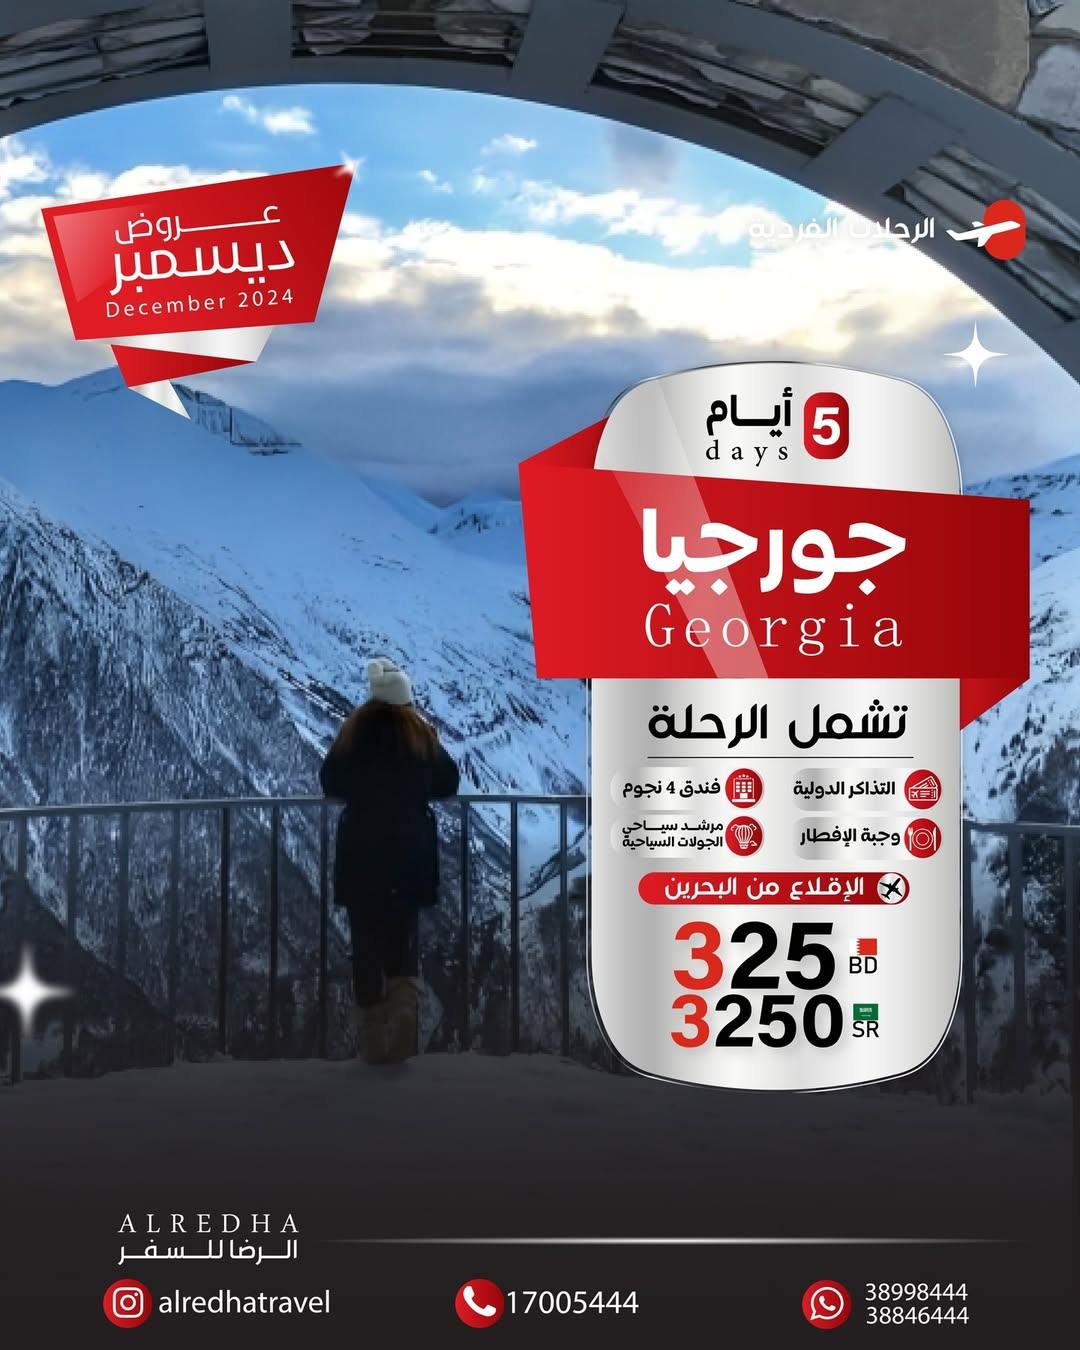 عروض
ديسمبر
December 2024
الرحلات الفردية
5 أيام
days
جورجيا
Georgia
تشمل الرحلة
التذاكر الدولية
فندق 4 نجوم
وجبة الإفطار
مرشد سياحي
الجولات السياحية
الإقلاع من البحرين
325 BD
3250 SR
ALREDHA
الرضا للسفر
alredhatravel
17005444
38998444
38846444